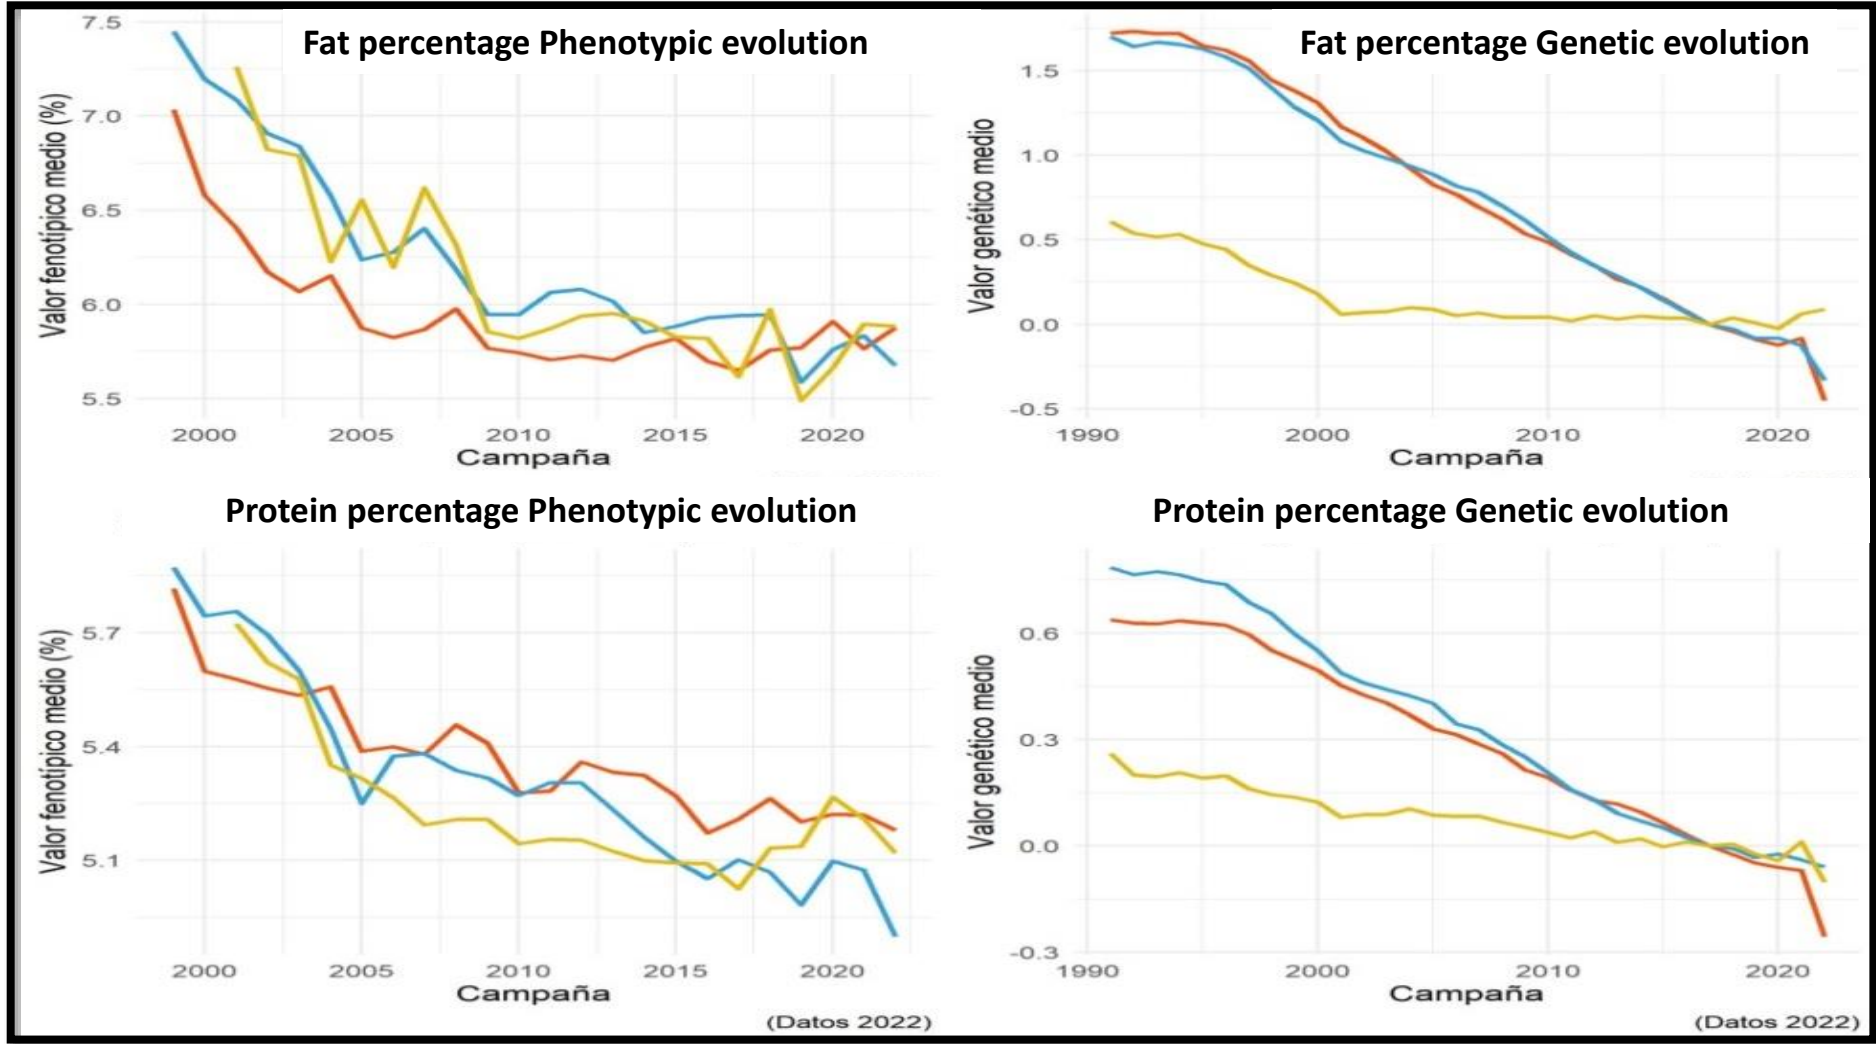 Fat percentage Phenotypic evolution
Valor fenotípico medio (%)
7.5
7.0
6.5
6.0
5.5
2000 2005 2010 2015 2020
Campaña
Fat percentage Genetic evolution
Valor genético medio
1.5
1.0
0.5
0.0
-0.5
1990 2000 2010 2020
Campaña
Protein percentage Phenotypic evolution
Valor fenotípico medio (%)
5.7
5.4
5.1
2000 2005 2010 2015 2020
Campaña
(Datos 2022)
Protein percentage Genetic evolution
Valor genético medio
0.6
0.3
0.0
-0.3
1990 2000 2010 2020
Campaña
(Datos 2022)